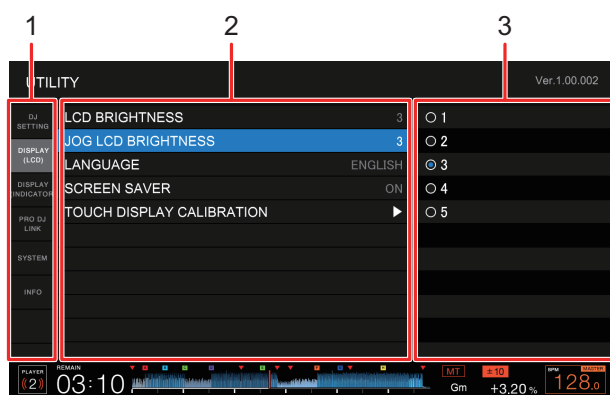 1 2 3
UTILITY Ver.1.00.002
DJ
SETTING
DISPLAY
(LCD)
DISPLAY
(INDICATOR)
PRO DJ
LINK
SYSTEM
INFO
LCD BRIGHTNESS 3
JOG LCD BRIGHTNESS 3
LANGUAGE ENGLISH
SCREEN SAVER ON
TOUCH DISPLAY CALIBRATION
1
2
3
4
5
PLAYER
2
REMAIN
03:10
MT ±10
Gm +3.20 %
BPM MASTER
128.0